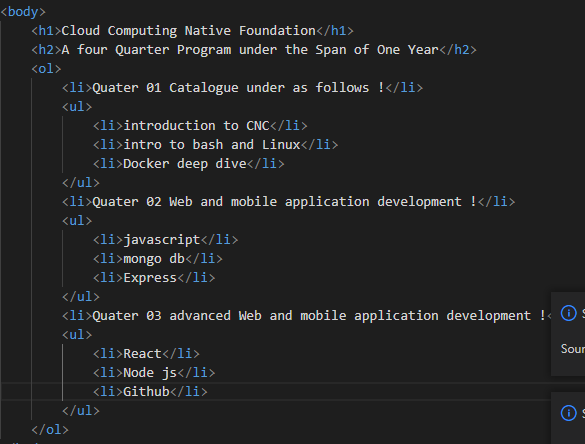 <body>
<h1>Cloud Computing Native Foundation</h1>
<h2>A four Quarter Program under the Span of One Year</h2>
<ol>
<li>Quater 01 Catalogue under as follows !</li>
<ul>
<li>introduction to CNC</li>
<li>intro to bash and Linux</li>
<li>Docker deep dive</li>
</ul>
<li>Quater 02 Web and mobile application development !</li>
<ul>
<li>javascript</li>
<li>mongo db</li>
<li>Express</li>
</ul>
<li>Quater 03 advanced Web and mobile application development !<
<ul>
<li>React</li>
<li>Node js</li>
<li>Github</li>
</ul>
</ol>
S
Sour
S